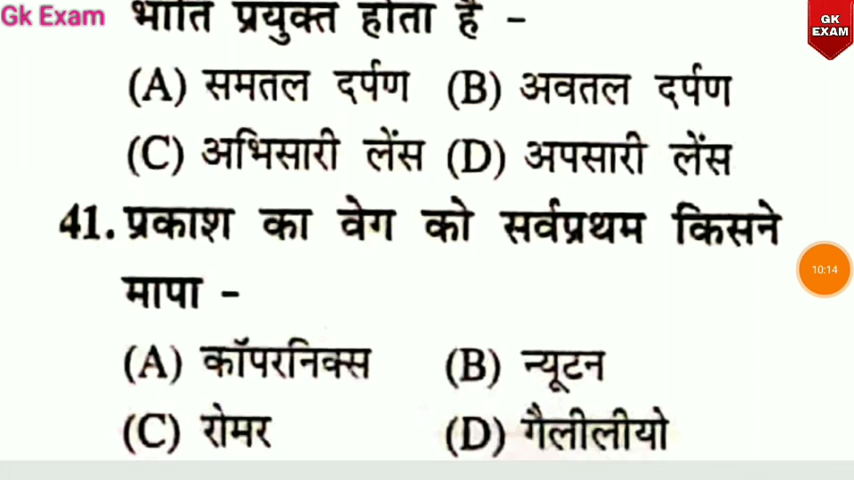 Gk Exam
भाँति प्रयुक्त होता है -
GK
EXAM
(A) समतल दर्पण (B) अवतल दर्पण
(C) अभिसारी लेंस (D) अपसारी लेंस
41. प्रकाश का वेग को सर्वप्रथम किसने
मापा -
10:14
(A) कॉपरनिक्स (B) न्यूटन
(C) रोमर (D) गैलीलीयो